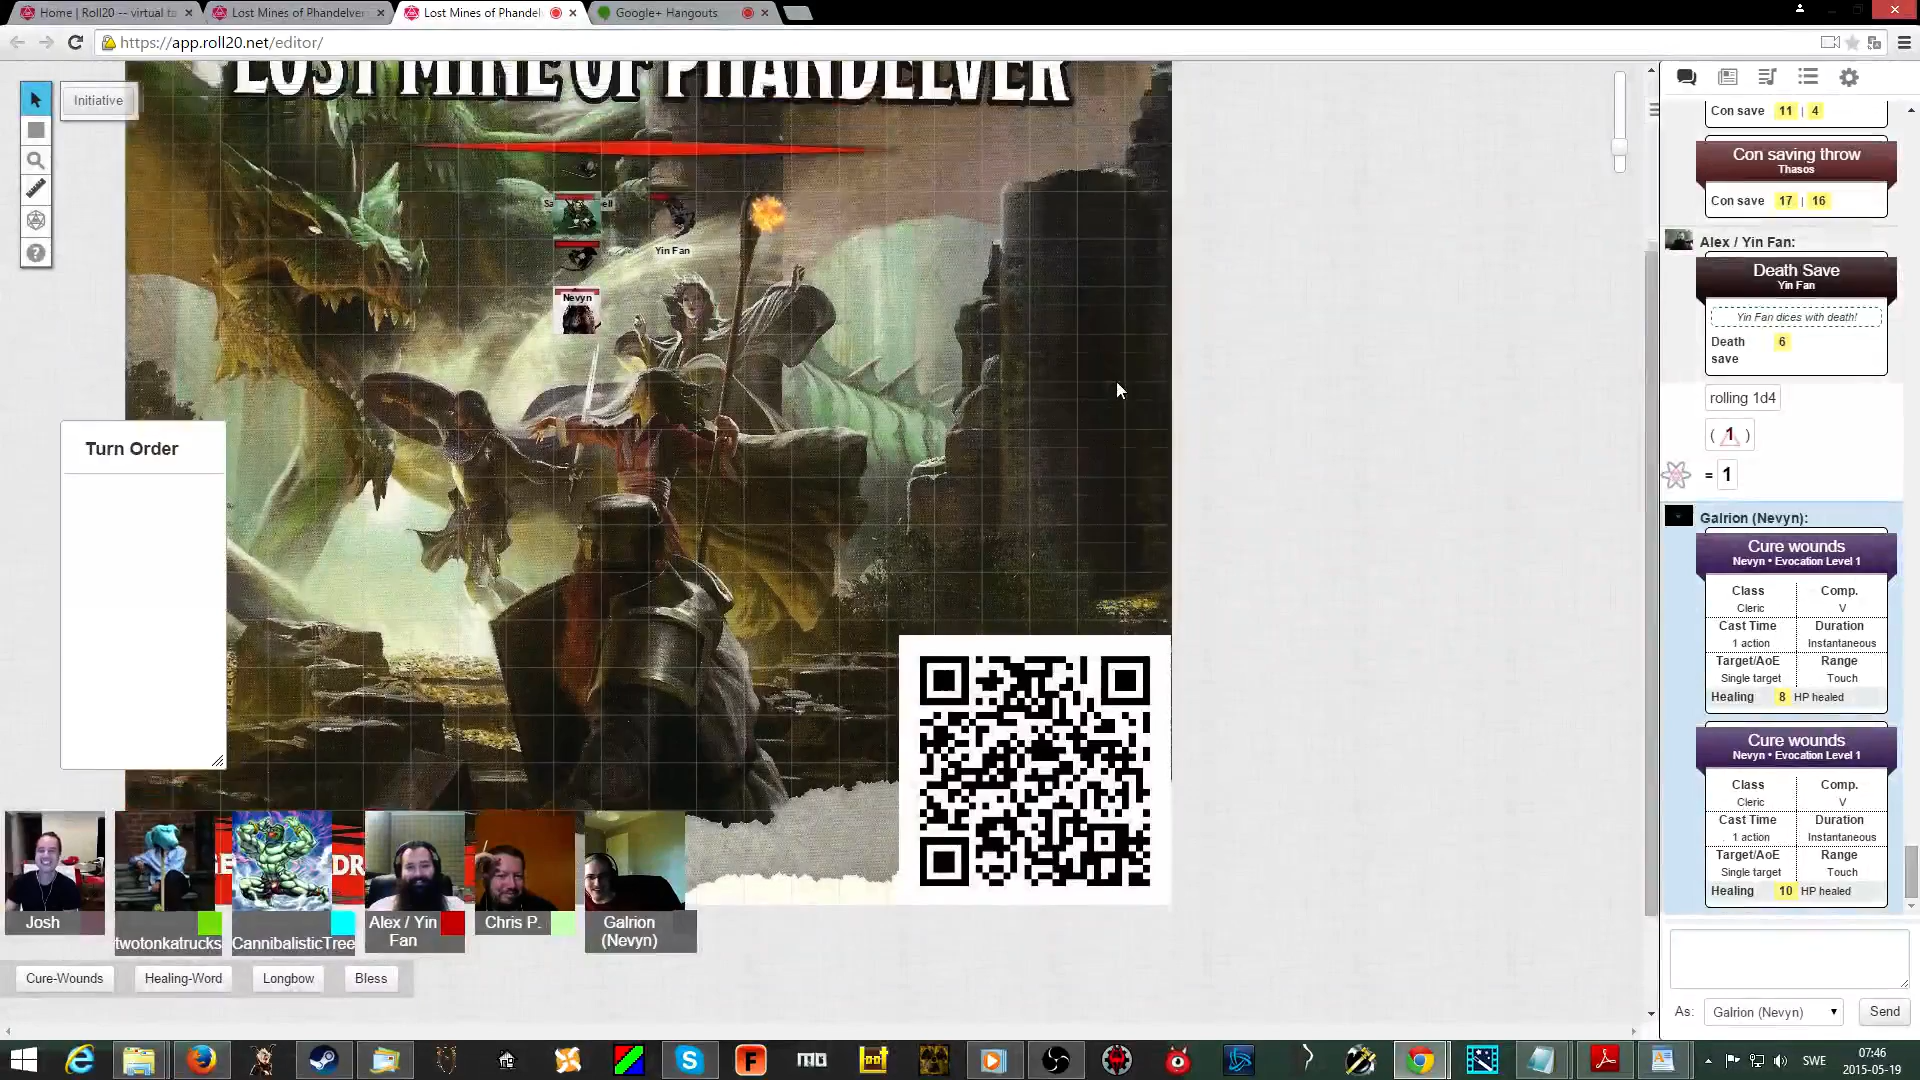 Home | Roll20 -- virtual ta
Lost Mines of Phandelver
Lost Mines of Phandel
Google+ Hangouts
https://app.roll20.net/editor/
LOST MINE OF PHANDELVER
Initiative
Yin Fan
Nevyn
Turn Order
Josh
twotonkatrucks
CannibalisticTree
Alex / Yin
Fan
Chris P.
Galrion
(Nevyn)
Cure-Wounds
Healing-Word
Longbow
Bless
Con save 11 | 4
Con saving throw
Thasos
Con save 17 | 16
Alex / Yin Fan:
Death Save
Yin Fan
Yin Fan dices with death!
Death 6
save
rolling 1d4
( 1 )
= 1
Galrion (Nevyn):
Cure wounds
Nevyn • Evocation Level 1
Class Comp.
Cleric V
Cast Time Duration
1 action Instantaneous
Target/AoE Range
Single target Touch
Healing 8 HP healed
Cure wounds
Nevyn • Evocation Level 1
Class Comp.
Cleric V
Cast Time Duration
1 action Instantaneous
Target/AoE Range
Single target Touch
Healing 10 HP healed
As: Galrion (Nevyn) Send
SWE
07:46
2015-05-19